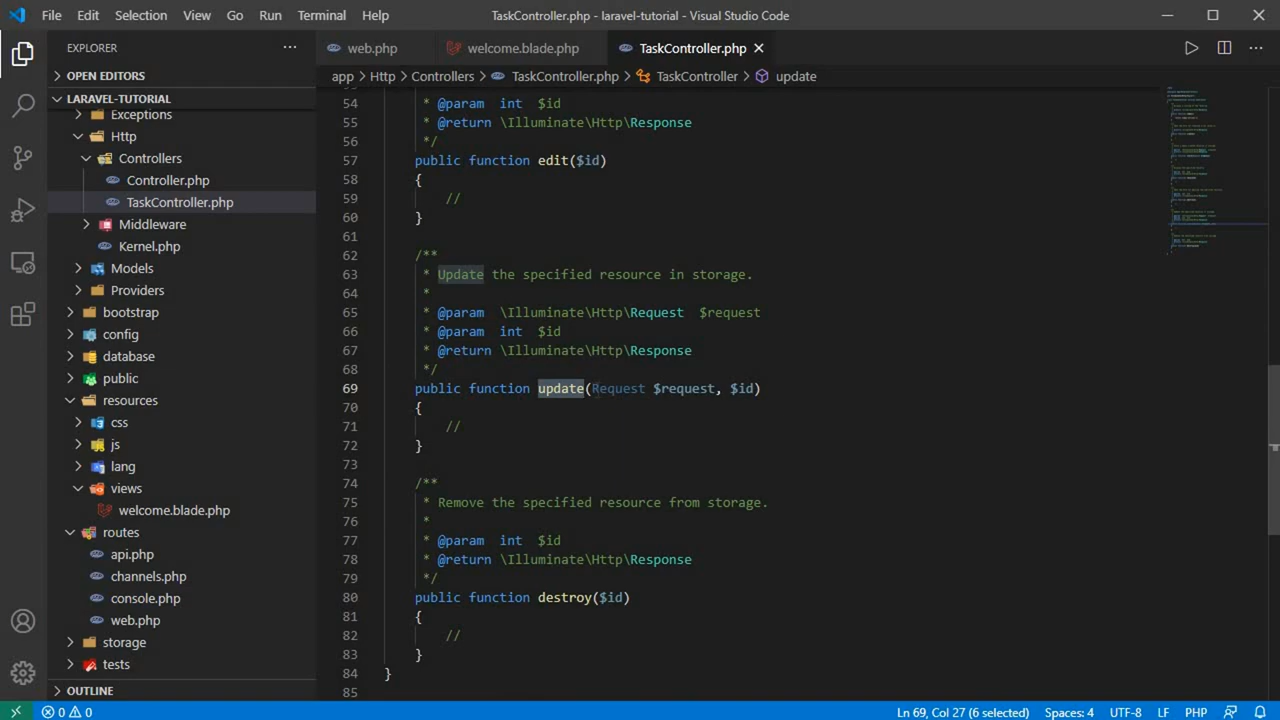 File Edit Selection View Go Run Terminal Help TaskController.php - laravel-tutorial - Visual Studio Code
EXPLORER
OPEN EDITORS
LARAVEL-TUTORIAL
Exceptions
Http
Controllers
Controller.php
TaskController.php
Middleware
Kernel.php
Models
Providers
bootstrap
config
database
public
resources
css
js
lang
views
welcome.blade.php
routes
api.php
channels.php
console.php
web.php
storage
tests
OUTLINE
web.php welcome.blade.php TaskController.php
app > Http > Controllers > TaskController.php > TaskController > update
54 * @param int $id
55 * @return \Illuminate\Http\Response
56 */
57 public function edit($id)
58 {
59 //
60 }
61
62 /**
63 * Update the specified resource in storage.
64 *
65 * @param \Illuminate\Http\Request $request
66 * @param int $id
67 * @return \Illuminate\Http\Response
68 */
69 public function update(Request $request, $id)
70 {
71 //
72 }
73
74 /**
75 * Remove the specified resource from storage.
76 *
77 * @param int $id
78 * @return \Illuminate\Http\Response
79 */
80 public function destroy($id)
81 {
82 //
83 }
84 }
85
0 0 Ln 69, Col 27 (6 selected) Spaces: 4 UTF-8 LF PHP